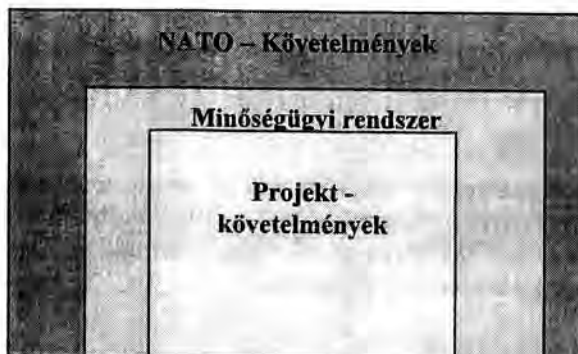 NATO – Követelmények
Minőségügyi rendszer
Projekt -
követelmények